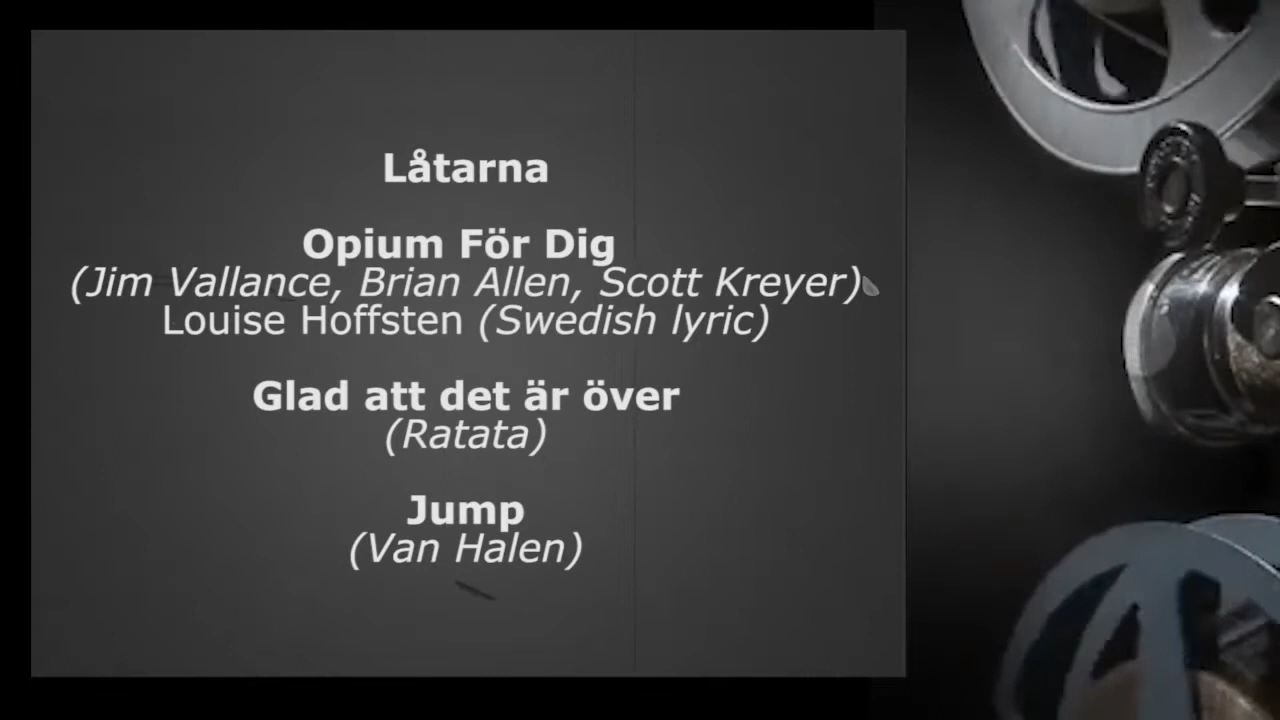 Låtarna
Opium För Dig
(Jim Vallance, Brian Allen, Scott Kreyer)
Louise Hoffsten (Swedish lyric)
Glad att det är över
(Ratata)
Jump
(Van Halen)